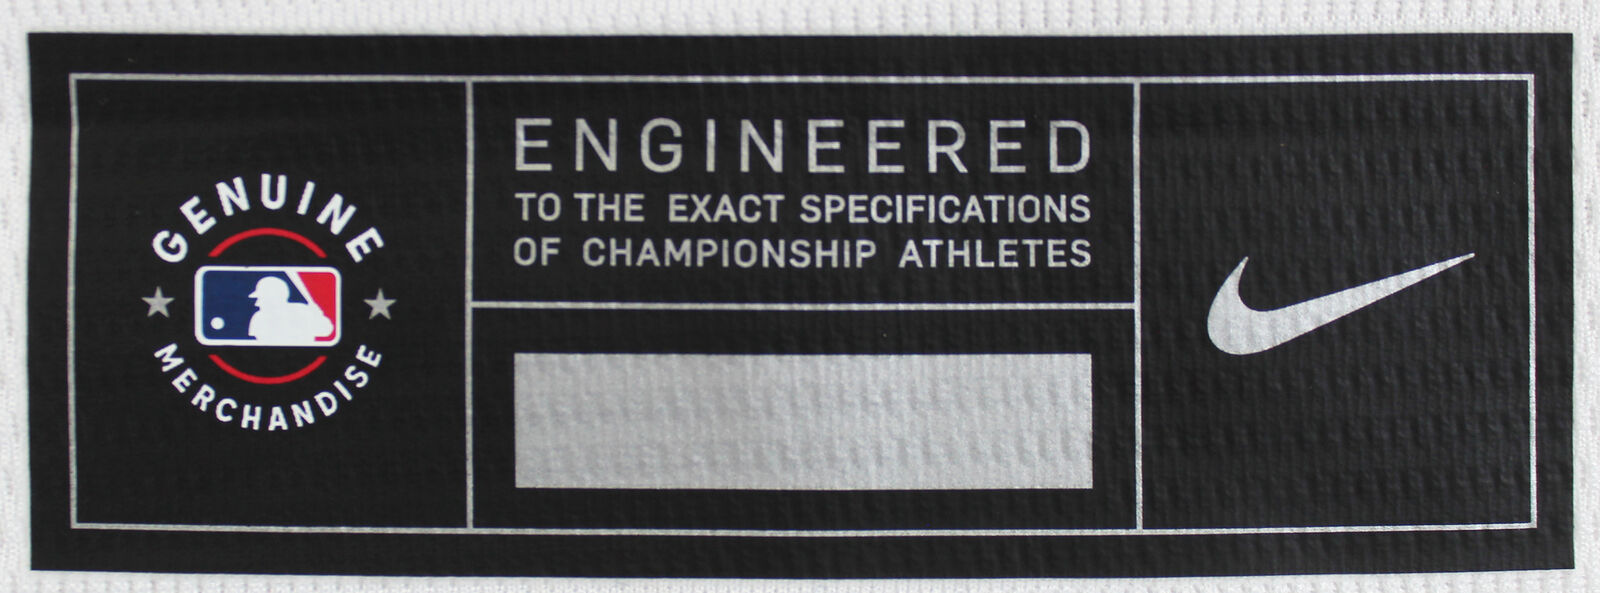 GENUINE
MERCHANDISE
ENGINEERED
TO THE EXACT SPECIFICATIONS
OF CHAMPIONSHIP ATHLETES